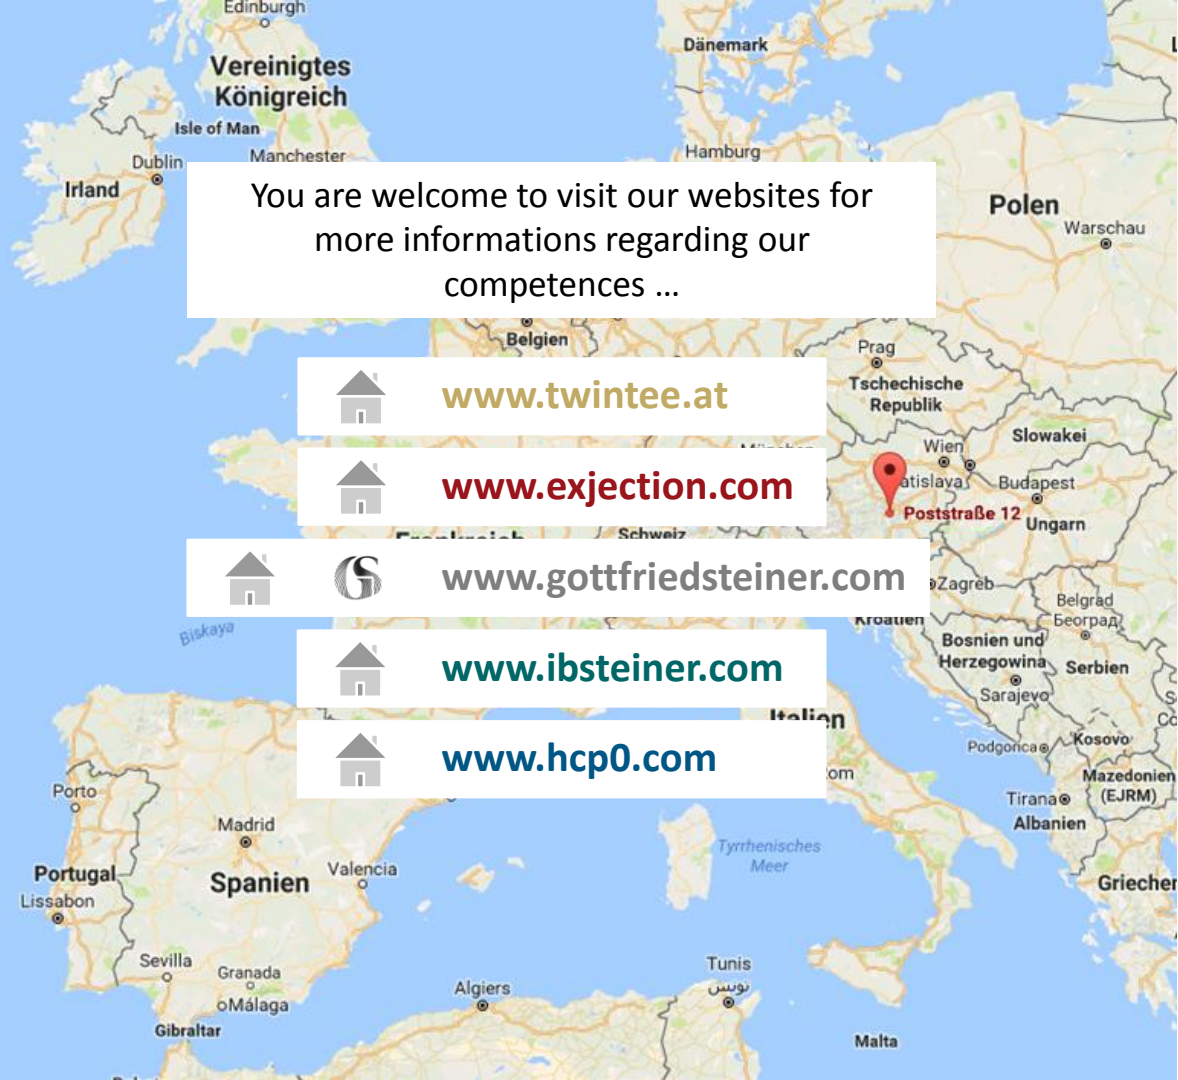 Edinburgh
Dänemark
Vereinigtes
Königreich
Isle of Man
Dublin
Manchester
Hamburg
Irland
Polen
Warschau
You are welcome to visit our websites for
more informations regarding our
competences ...
Belgien
Prag
Tschechische
Republik
www.twintee.at
Slowakei
Wien
Budapest
www.exjection.com
Poststraße 12
Ungarn
Schweiz
GS
www.gottfriedsteiner.com
Zagreb
Belgrad
Београд
Kroatien
Biskaya
Bosnien und
Herzegowina
Serbien
www.ibsteiner.com
Sarajevo
Italien
Podgorica
Kosovo
www.hcp0.com
Mazedonien
(EJRM)
Porto
Tirana
Albanien
Madrid
Tyrrhenisches
Meer
Portugal
Valencia
Spanien
Lissabon
Sevilla
Granada
Málaga
Gibraltar
Algiers
Tunis
تونس
Malta